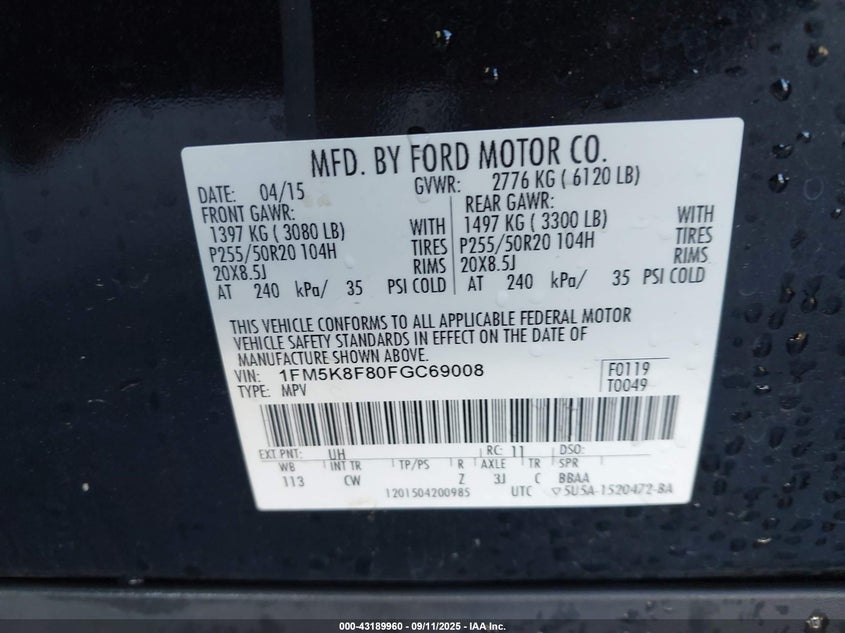 MFD. BY FORD MOTOR CO.
DATE: 04/15 GVWR: 2776 KG ( 6120 LB)
FRONT GAWR: REAR GAWR:
1397 KG ( 3080 LB) WITH 1497 KG ( 3300 LB) WITH
P255/50R20 104H TIRES P255/50R20 104H TIRES
20X8.5J RIMS 20X8.5J RIMS
AT 240 kPa/ 35 PSI COLD AT 240 kPa/ 35 PSI COLD
THIS VEHICLE CONFORMS TO ALL APPLICABLE FEDERAL MOTOR
VEHICLE SAFETY STANDARDS IN EFFECT ON THE DATE OF
MANUFACTURE SHOWN ABOVE.
VIN: 1FM5K8F80FGC69008 F0119
TYPE: MPV T0049
EXT PNT: UH RC: 11 DSO:
WB INT TR TP/PS R AXLE TR SPR
113 CW Z 3J C BBAA
1201504200985 UTC ▽5U5A-1520472-BA
000-43189960 - 09/11/2025 - IAA Inc.